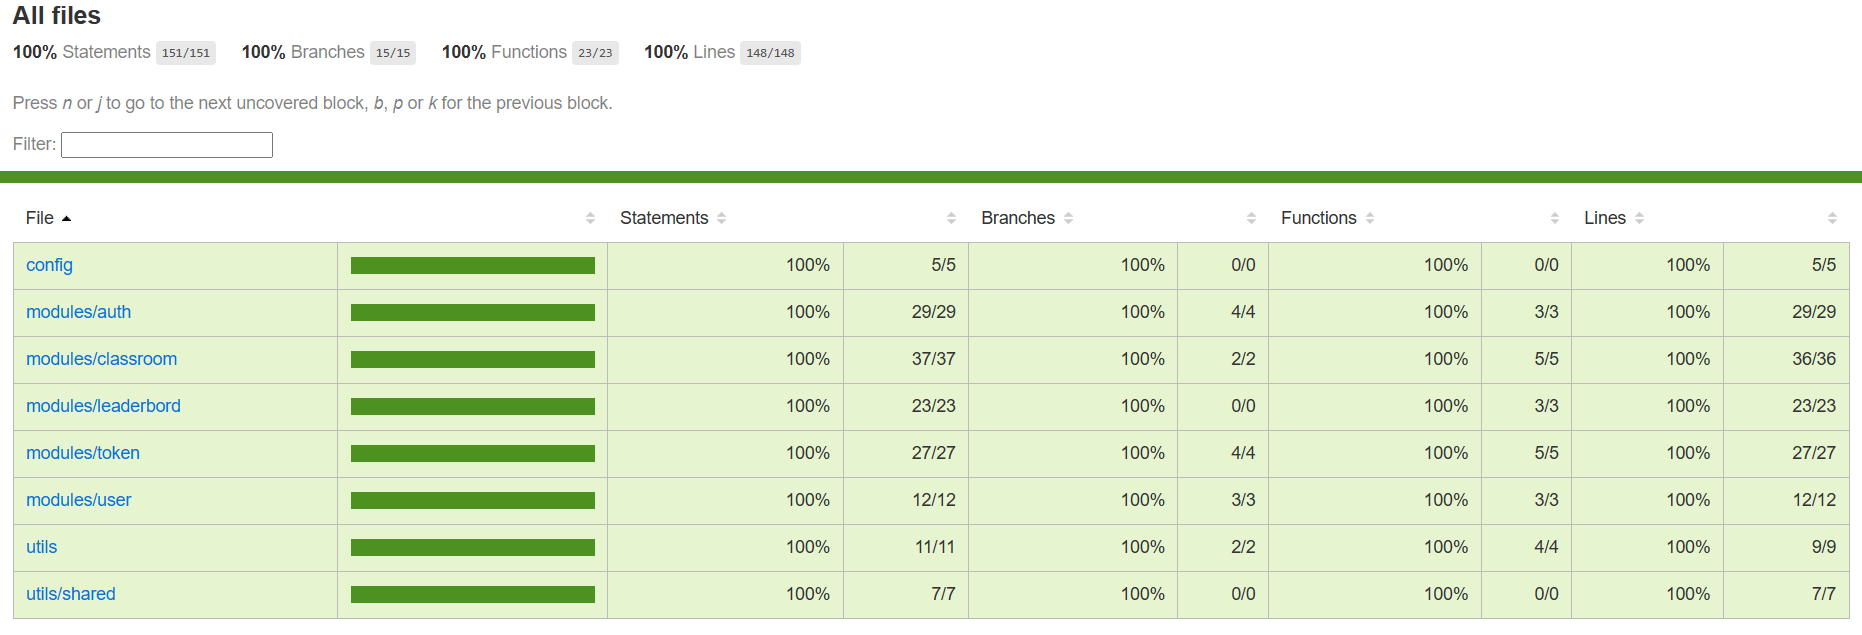 All files
100% Statements 151/151 100% Branches 15/15 100% Functions 23/23 100% Lines 148/148
Press n or j to go to the next uncovered block, b, p or k for the previous block.
Filter:
File Statements Branches Functions Lines
config 100% 5/5 100% 0/0 100% 0/0 100% 5/5
modules/auth 100% 29/29 100% 4/4 100% 3/3 100% 29/29
modules/classroom 100% 37/37 100% 2/2 100% 5/5 100% 36/36
modules/leaderbord 100% 23/23 100% 0/0 100% 3/3 100% 23/23
modules/token 100% 27/27 100% 4/4 100% 5/5 100% 27/27
modules/user 100% 12/12 100% 3/3 100% 3/3 100% 12/12
utils 100% 11/11 100% 2/2 100% 4/4 100% 9/9
utils/shared 100% 7/7 100% 0/0 100% 0/0 100% 7/7